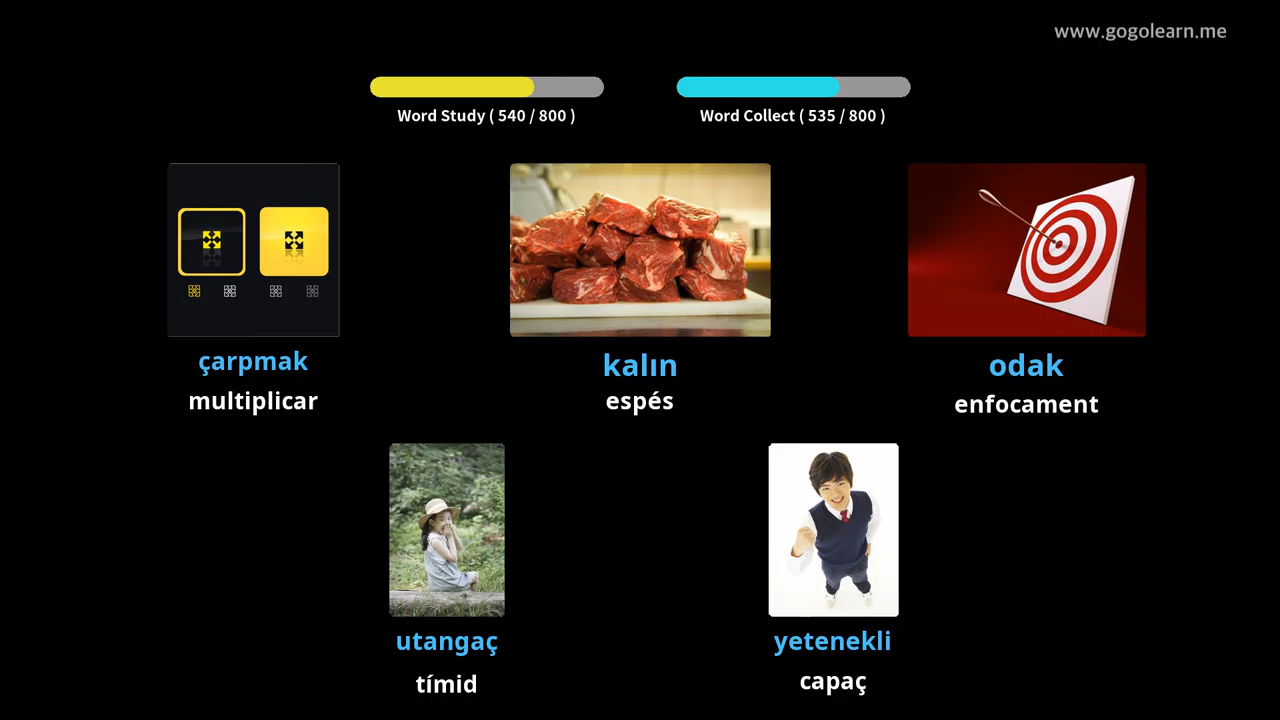 www.gogolearn.me
Word Study ( 540 / 800 )
Word Collect ( 535 / 800 )
çarpmak
multiplicar
kalın
espés
odak
enfocament
utangaç
tímid
yetenekli
capaç